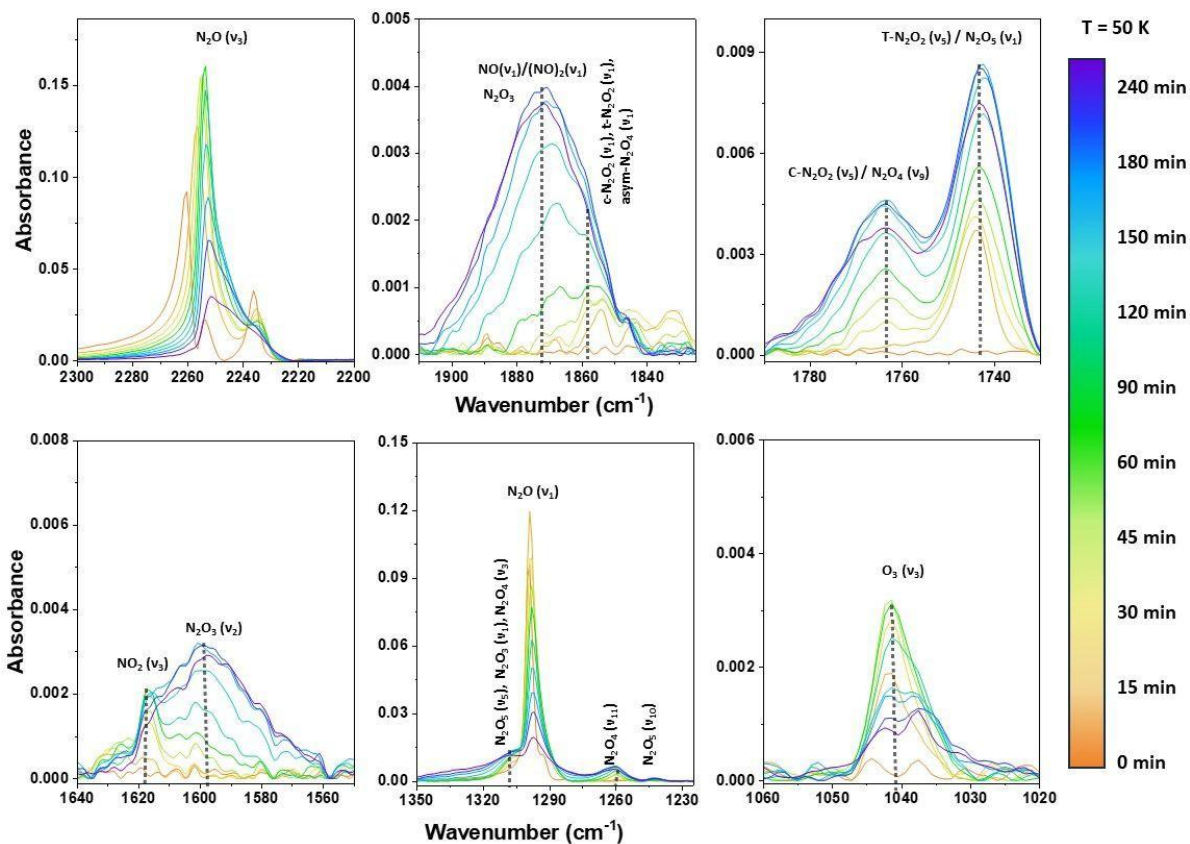 N₂O (ν₃)
0.15
0.10
0.05
0.00
2300 2280 2260 2240 2220 2200
Absorbance
0.005
0.004
0.003
0.002
0.001
0.000
NO(ν₁)/(NO)₂(ν₁)
N₂O₃
c-N₂O₂ (ν₁), t-N₂O₂ (ν₁),
asym-N₂O₄ (ν₁)
1900 1880 1860 1840
Wavenumber (cm⁻¹)
0.009
0.006
0.003
0.000
T-N₂O₂ (ν₅) / N₂O₅ (ν₁)
C-N₂O₂ (ν₅) / N₂O₄ (ν₉)
1780 1760 1740
T = 50 K
240 min
180 min
150 min
120 min
90 min
60 min
45 min
30 min
15 min
0 min
0.008
0.006
0.004
0.002
0.000
N₂O₃ (ν₂)
NO₂ (ν₃)
1640 1620 1600 1580 1560
Absorbance
0.15
0.12
0.09
0.06
0.03
0.00
N₂O (ν₁)
N₂O₅ (ν₅), N₂O₃ (ν₁), N₂O₄ (ν₃)
N₂O₄ (ν₁₁)
N₂O₅ (ν₁₀)
1350 1320 1290 1260 1230
Wavenumber (cm⁻¹)
0.006
0.004
0.002
0.000
O₃ (ν₃)
1060 1050 1040 1030 1020